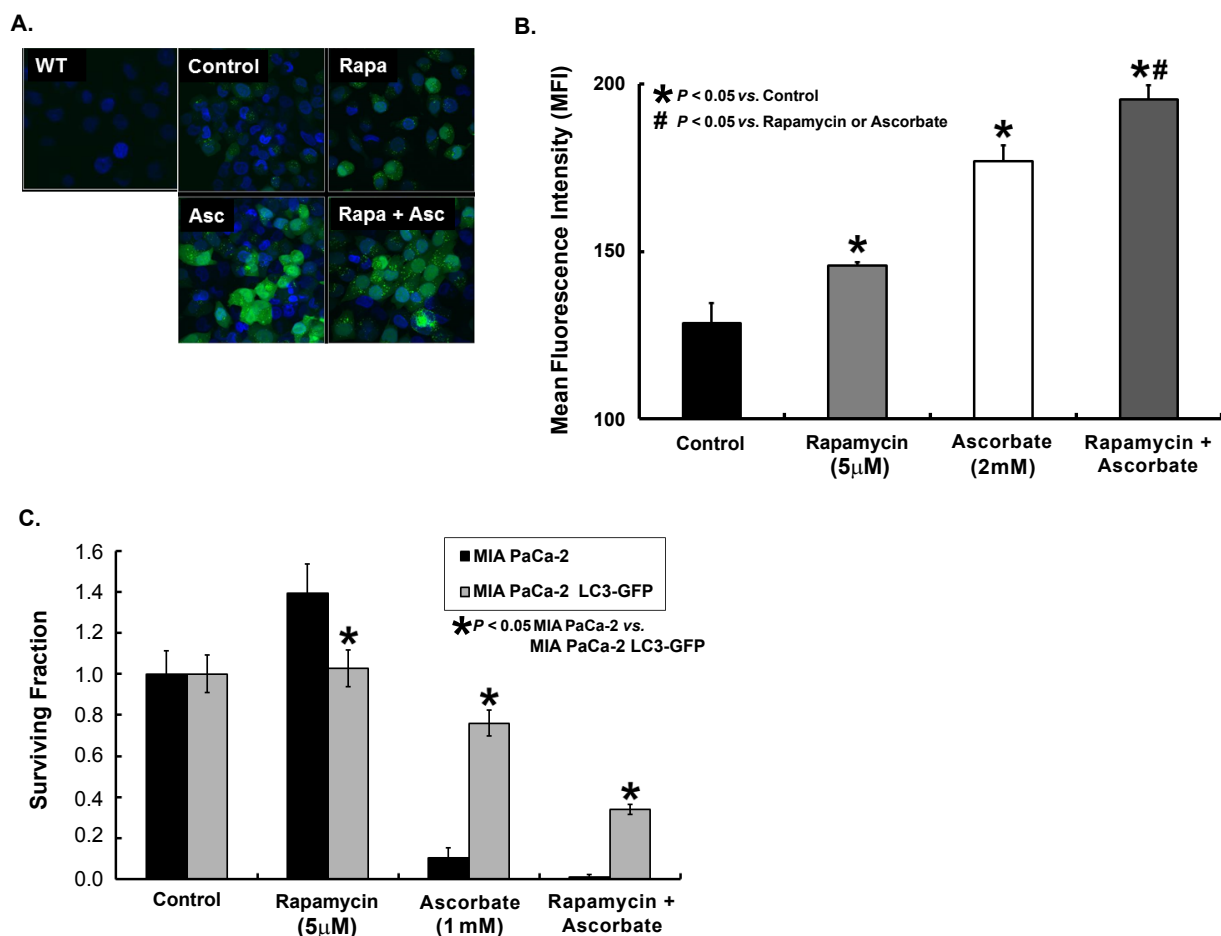 A.
WT
Control
Rapa
Asc
Rapa + Asc
B.
Mean Fluorescence Intensity (MFI)
200
150
100
* P < 0.05 vs. Control
# P < 0.05 vs. Rapamycin or Ascorbate
*
*
*#
Control
Rapamycin
(5µM)
Ascorbate
(2mM)
Rapamycin +
Ascorbate
C.
Surviving Fraction
1.6
1.4
1.2
1.0
0.8
0.6
0.4
0.2
0.0
MIA PaCa-2
MIA PaCa-2 LC3-GFP
* P < 0.05 MIA PaCa-2 vs.
MIA PaCa-2 LC3-GFP
*
*
*
Control
Rapamycin
(5µM)
Ascorbate
(1 mM)
Rapamycin +
Ascorbate